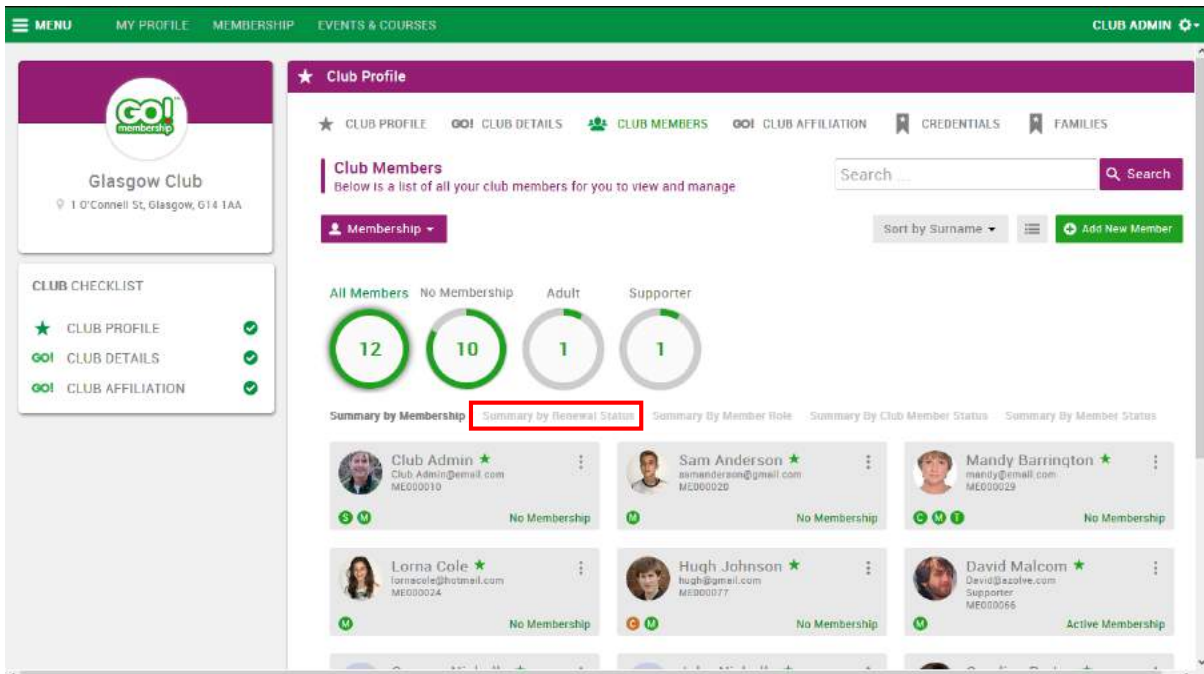 MENU MY PROFILE MEMBERSHIP EVENTS & COURSES CLUB ADMIN
GO!
membership
Glasgow Club
1 O'Connell St, Glasgow, G14 1AA
CLUB CHECKLIST
CLUB PROFILE
GO! CLUB DETAILS
GO! CLUB AFFILIATION
Club Profile
CLUB PROFILE GO! CLUB DETAILS CLUB MEMBERS GO! CLUB AFFILIATION CREDENTIALS FAMILIES
Club Members
Below is a list of all your club members for you to view and manage
Search ...
Search
Membership
Sort by Surname
Add New Member
All Members No Membership Adult Supporter
12 10 1 1
Summary by Membership Summary by Renewal Status Summary By Member Role Summary By Club Member Status Summary By Member Status
Club Admin
Club.Admin@email.com
ME000010
S M
No Membership
Sam Anderson
asmanderson@gmail.com
ME000020
M
No Membership
Mandy Barrington
mandy@email.com
ME000029
C M T
No Membership
Lorna Cole
lornacole@hotmail.com
ME000024
M
No Membership
Hugh Johnson
hugh@gmail.com
ME000077
C M
No Membership
David Malcom
David@azolve.com
Supporter
ME000066
M
Active Membership